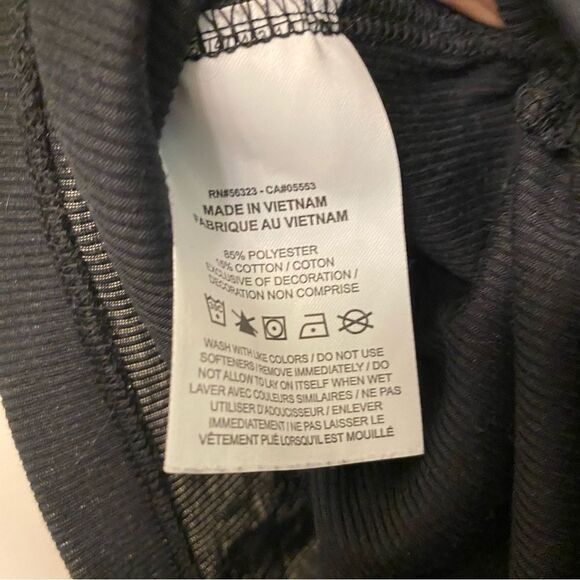 RN#56323 - CA#05553
MADE IN VIETNAM
FABRIQUE AU VIETNAM
85% POLYESTER
15% COTTON / COTON
EXCLUSIVE OF DECORATION /
DECORATION NON COMPRISE
WASH WITH LIKE COLORS / DO NOT USE
SOFTENERS / REMOVE IMMEDIATELY / DO
NOT ALLOW TO LAY ON ITSELF WHEN WET
LAVER AVEC COULEURS SIMILAIRES / NE PAS
UTILISER D'ADOUCISSEUR / ENLEVER
IMMÉDIATEMENT / NE PAS LAISSER LE
VÊTEMENT PLIÉ LORSQU'IL EST MOUILLÉ